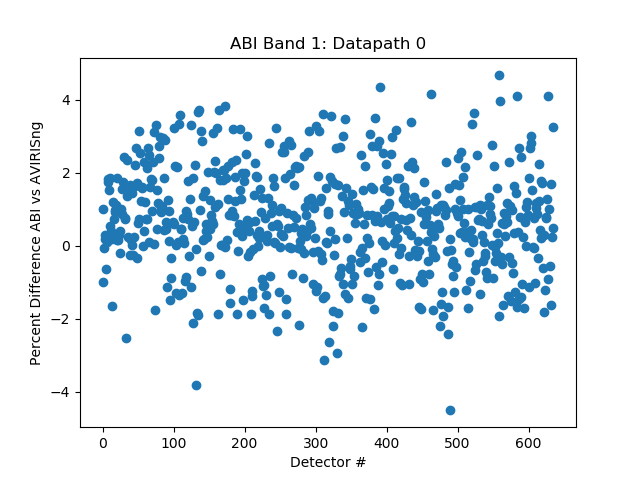 ABI Band 1: Datapath 0
Percent Difference ABI vs AVIRISng
4
2
0
−2
−4
0 100 200 300 400 500 600
Detector #